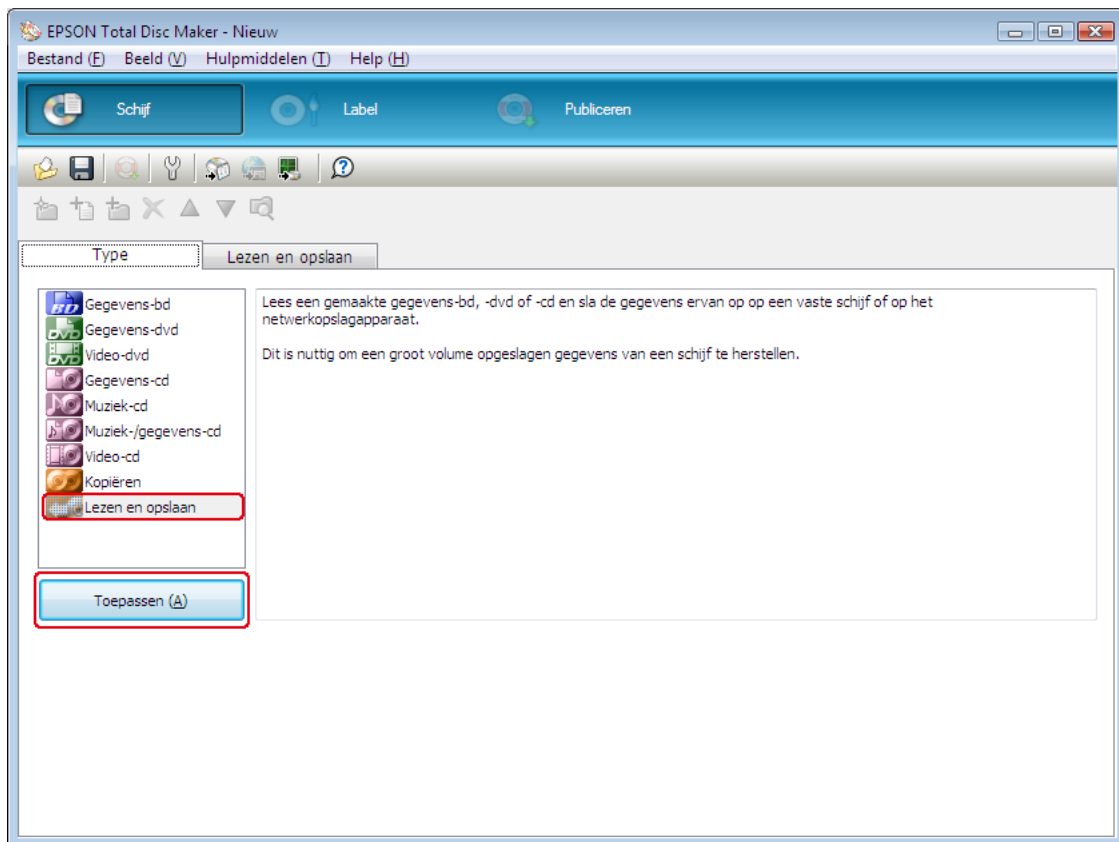 EPSON Total Disc Maker - Nieuw
Bestand (F) Beeld (V) Hulpmiddelen (T) Help (H)
Schijf Label Publiceren
Type Lezen en opslaan
BD Gegevens-bd
DVD Gegevens-dvd
DVD Video-dvd
Gegevens-cd
Muziek-cd
Muziek-/gegevens-cd
Video-cd
Kopiëren
Lezen en opslaan
Toepassen (A)
Lees een gemaakte gegevens-bd, -dvd of -cd en sla de gegevens ervan op op een vaste schijf of op het
netwerkopslagapparaat.
Dit is nuttig om een groot volume opgeslagen gegevens van een schijf te herstellen.